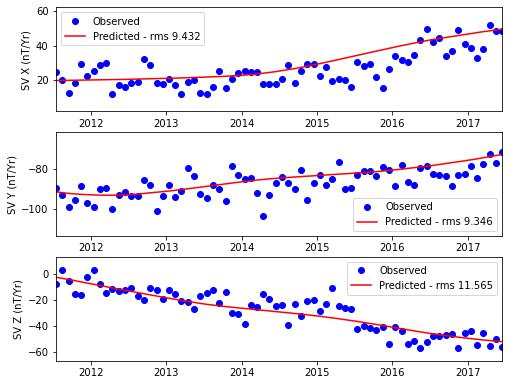 60
40
20
SV X (nT/Yr)
Observed
Predicted - rms 9.432
2012 2013 2014 2015 2016 2017
−80
−100
SV Y (nT/Yr)
Observed
Predicted - rms 9.346
2012 2013 2014 2015 2016 2017
0
−20
−40
−60
SV Z (nT/Yr)
Observed
Predicted - rms 11.565
2012 2013 2014 2015 2016 2017